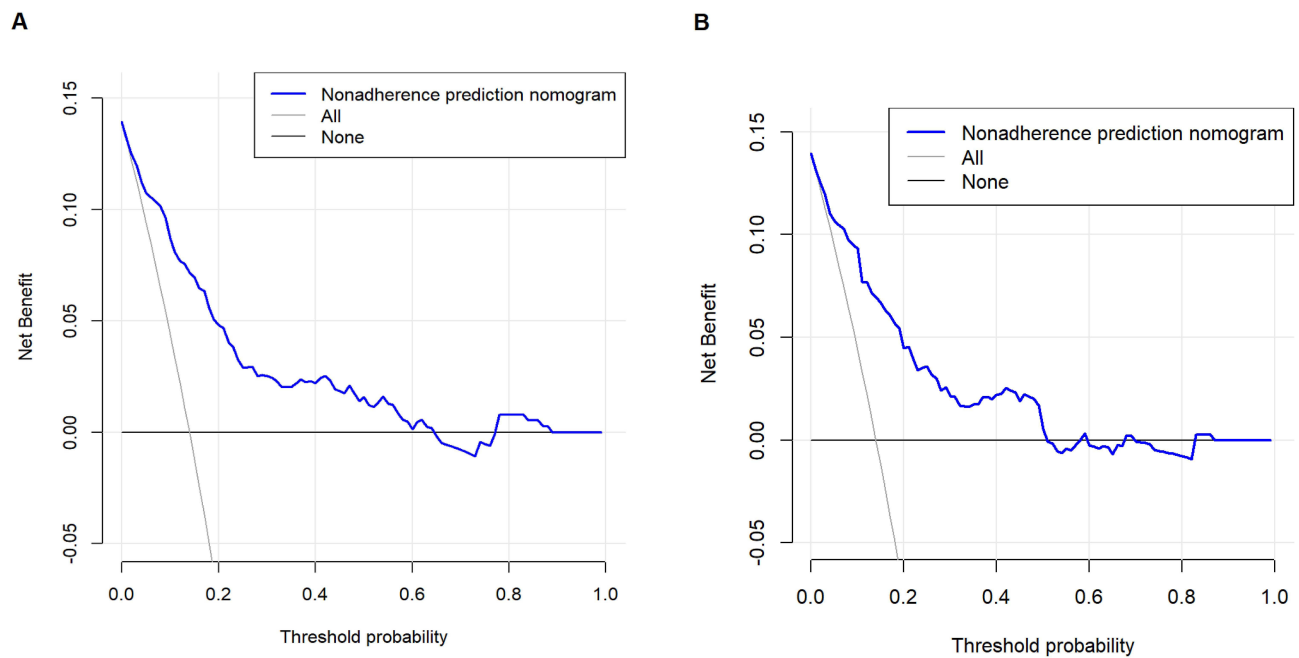 A
Nonadherence prediction nomogram
All
None
0.15
0.10
0.05
0.00
-0.05
Net Benefit
0.0 0.2 0.4 0.6 0.8 1.0
Threshold probability
B
Nonadherence prediction nomogram
All
None
0.15
0.10
0.05
0.00
-0.05
Net Benefit
0.0 0.2 0.4 0.6 0.8 1.0
Threshold probability